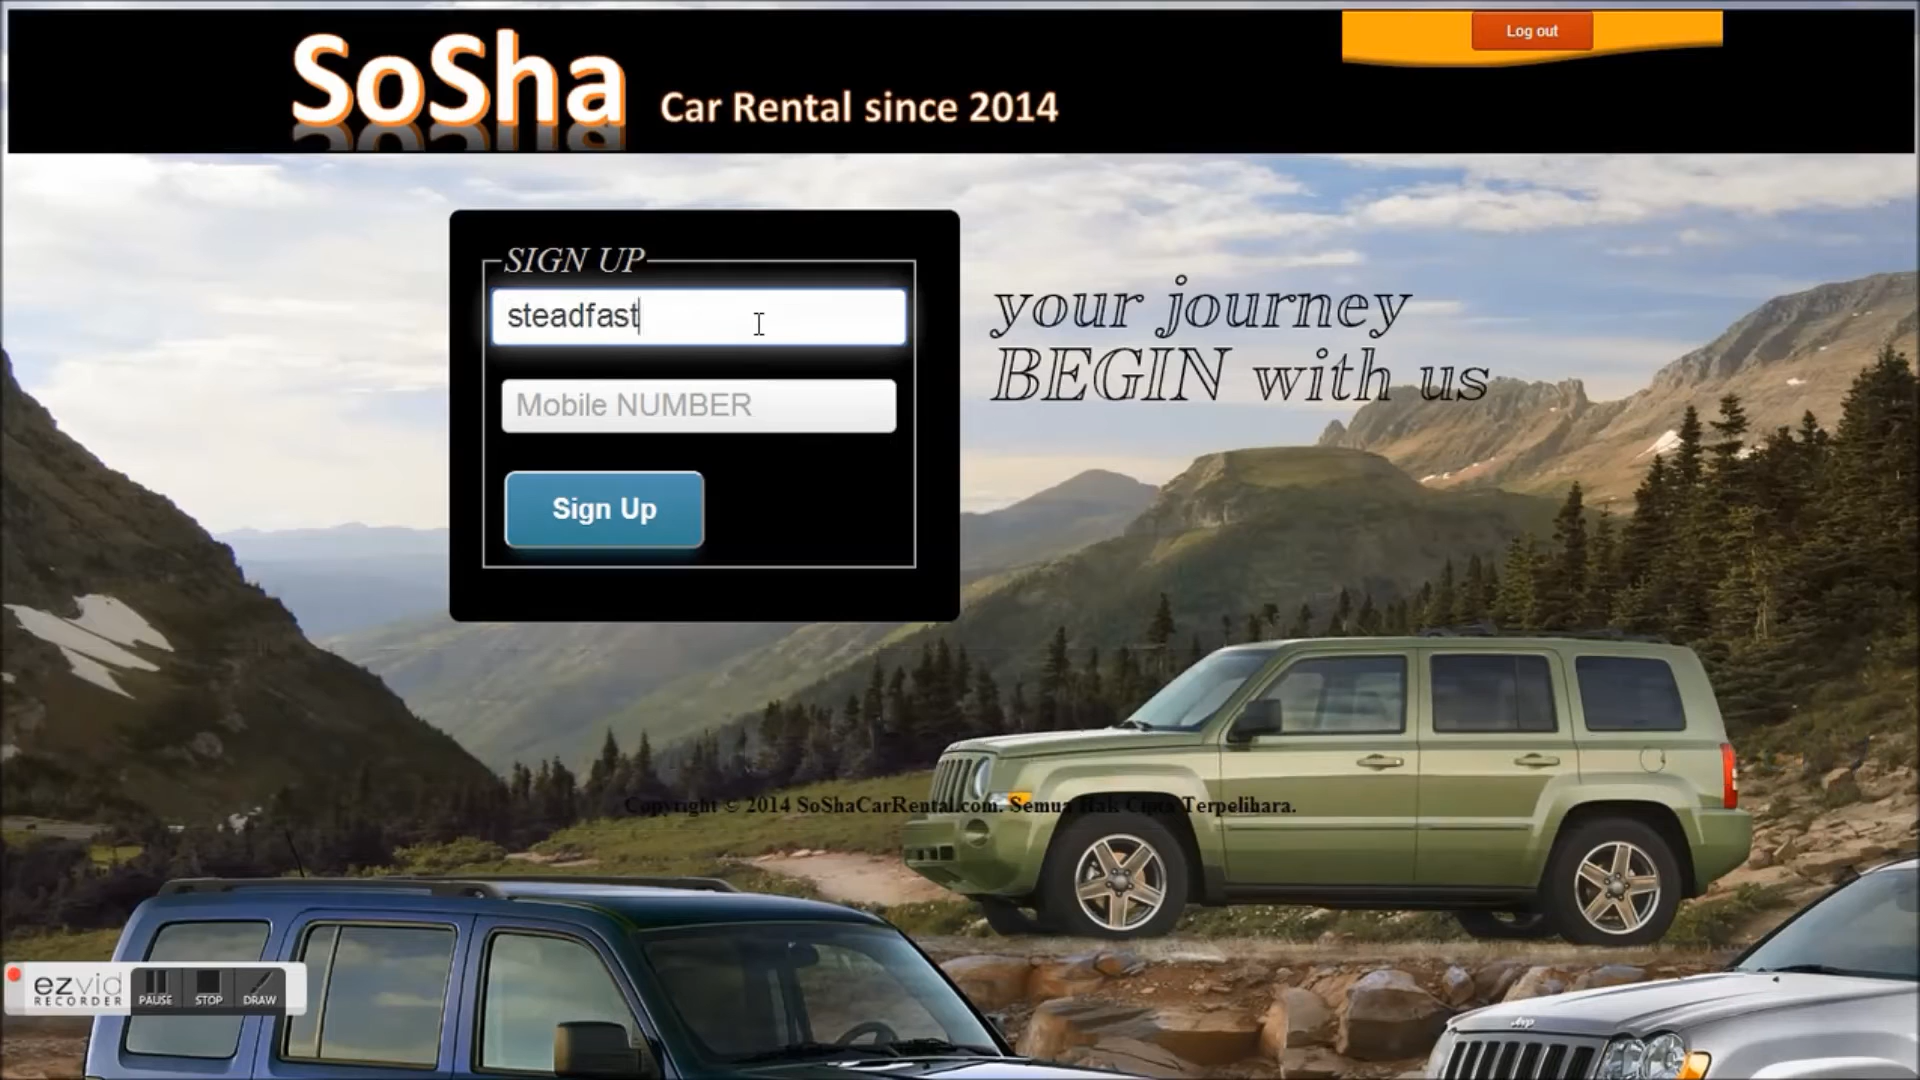 SoSha
Car Rental since 2014
Log out
SIGN UP
steadfast
Mobile NUMBER
Sign Up
your journey
BEGIN with us
Copyright © 2014 SoShaCarRental.com. Semua Hak Cipta Terpelihara.
ezvid
RECORDER
PAUSE
STOP
DRAW
Jeep